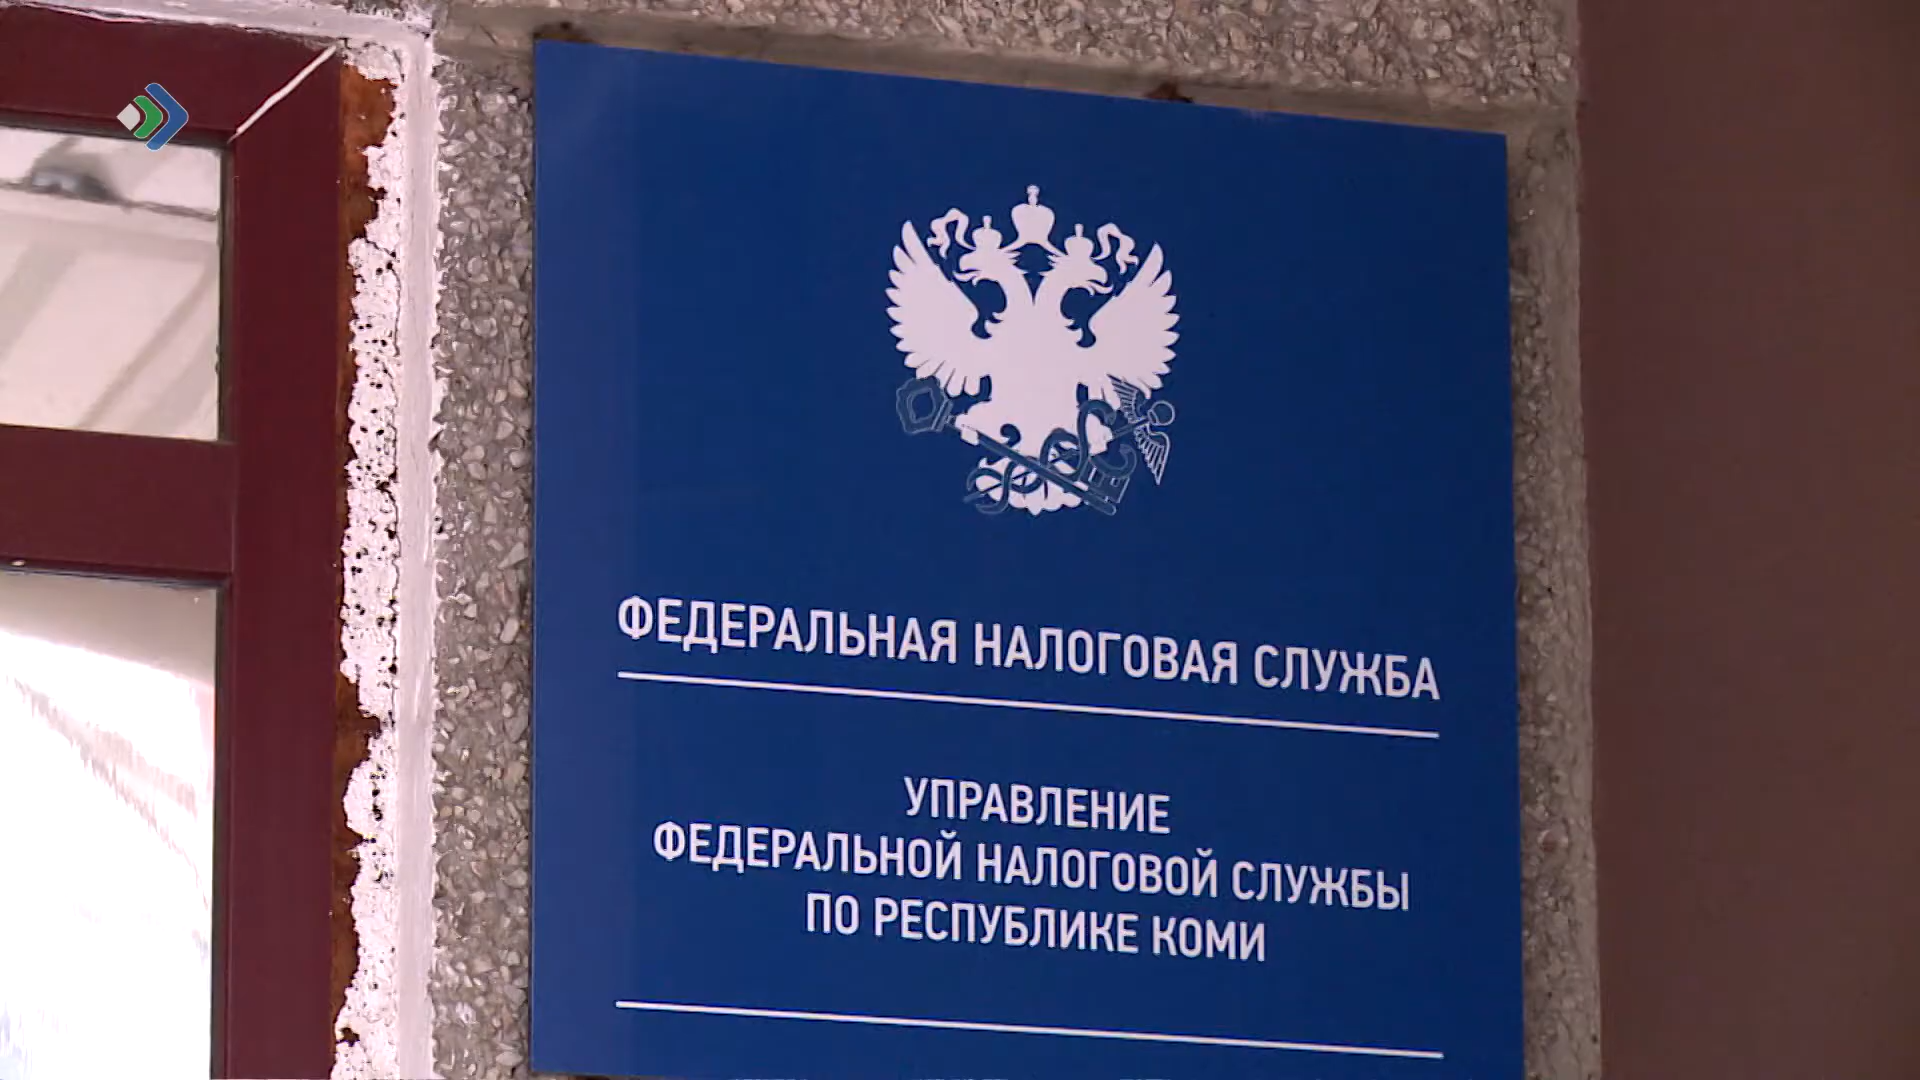 ФЕДЕРАЛЬНАЯ НАЛОГОВАЯ СЛУЖБА
УПРАВЛЕНИЕ
ФЕДЕРАЛЬНОЙ НАЛОГОВОЙ СЛУЖБЫ
ПО РЕСПУБЛИКЕ КОМИ